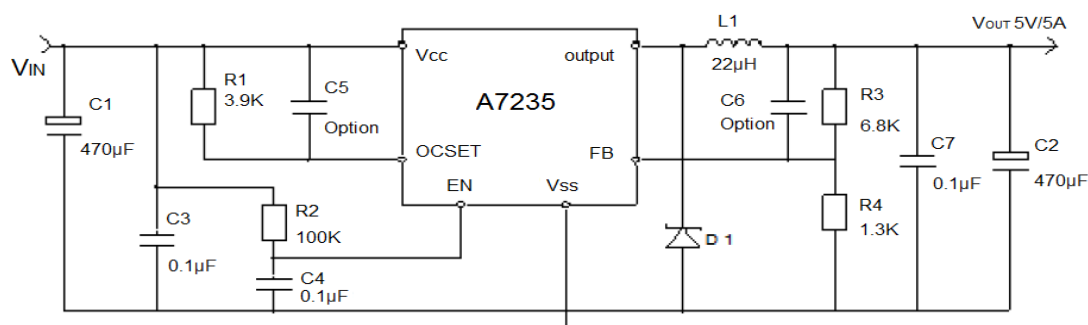 L1
VOUT 5V/5A
VIN
Vcc
output
22µH
R1
3.9K
C5
Option
A7235
C6
Option
R3
6.8K
C1
470µF
OCSET
FB
C7
0.1µF
C2
470µF
EN
Vss
C3
0.1µF
R2
100K
R4
1.3K
D 1
C4
0.1µF